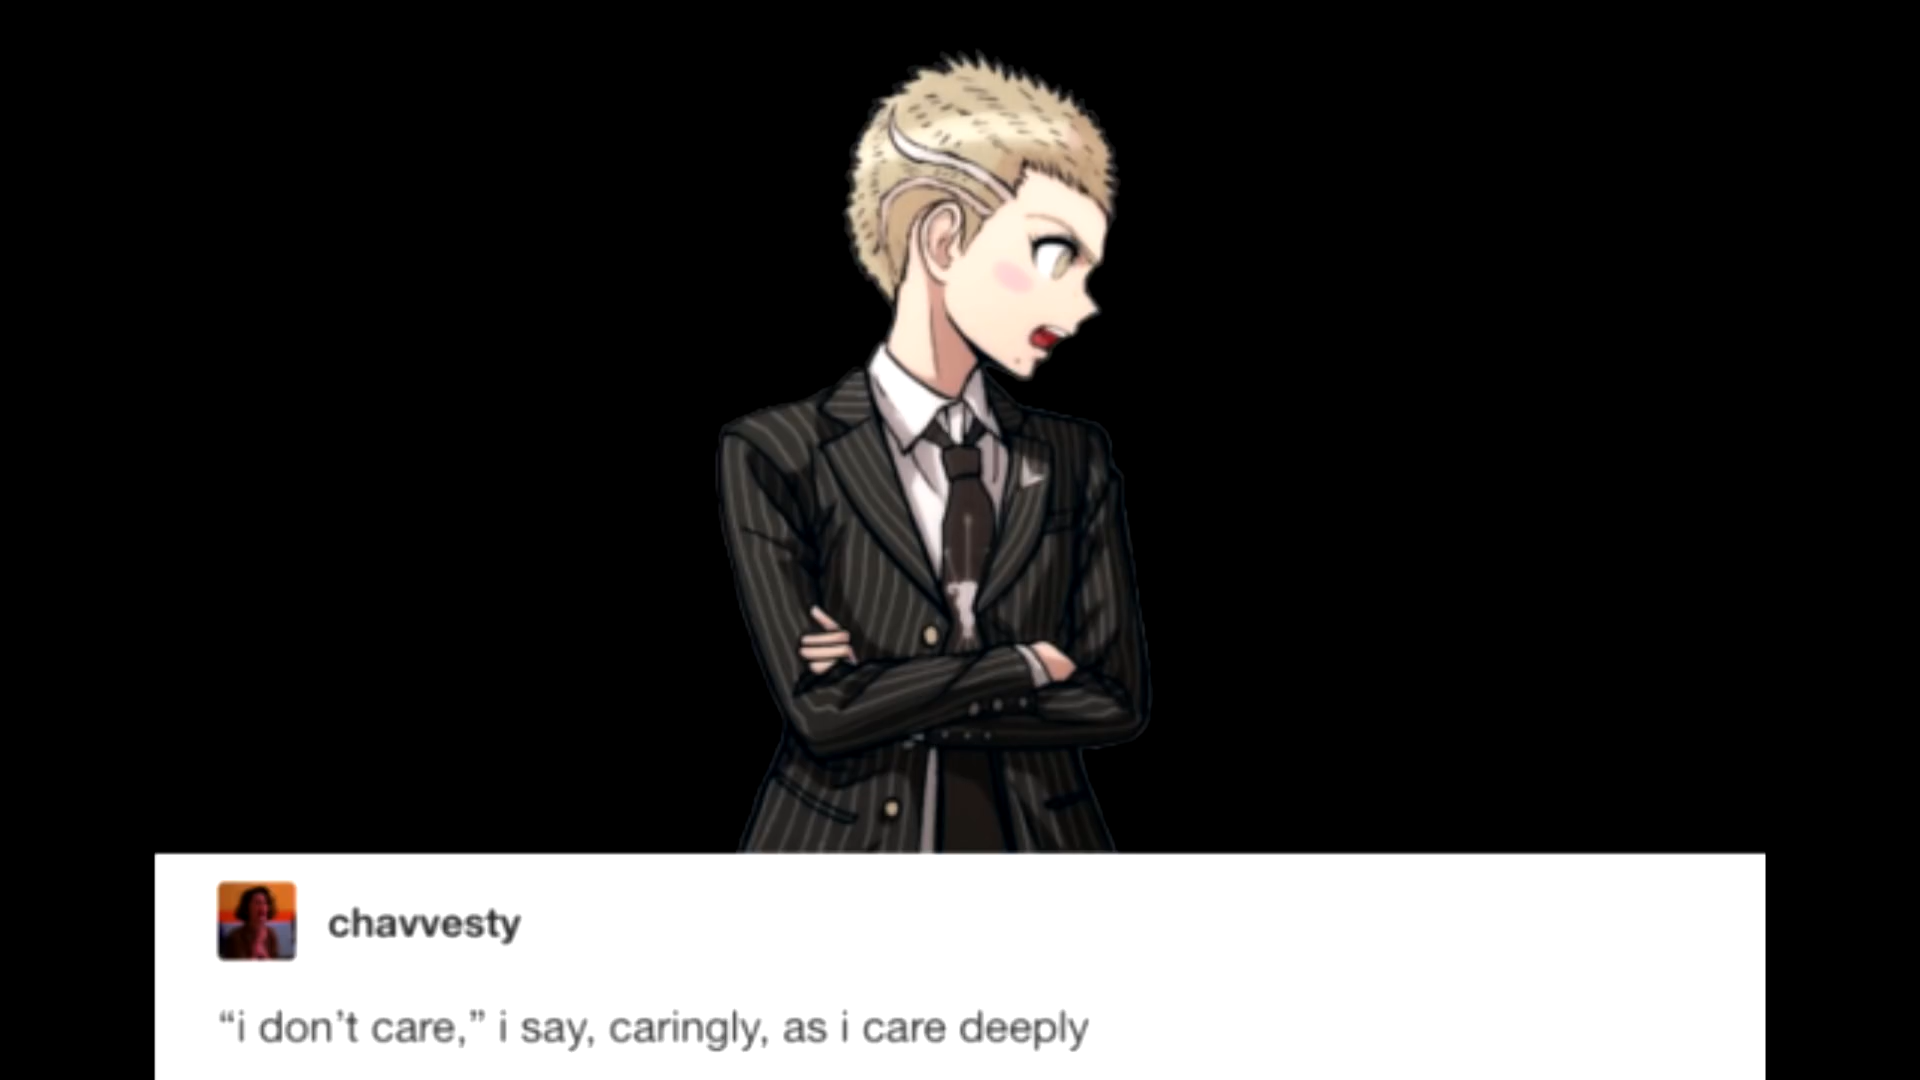 chavvesty
“i don’t care,” i say, caringly, as i care deeply